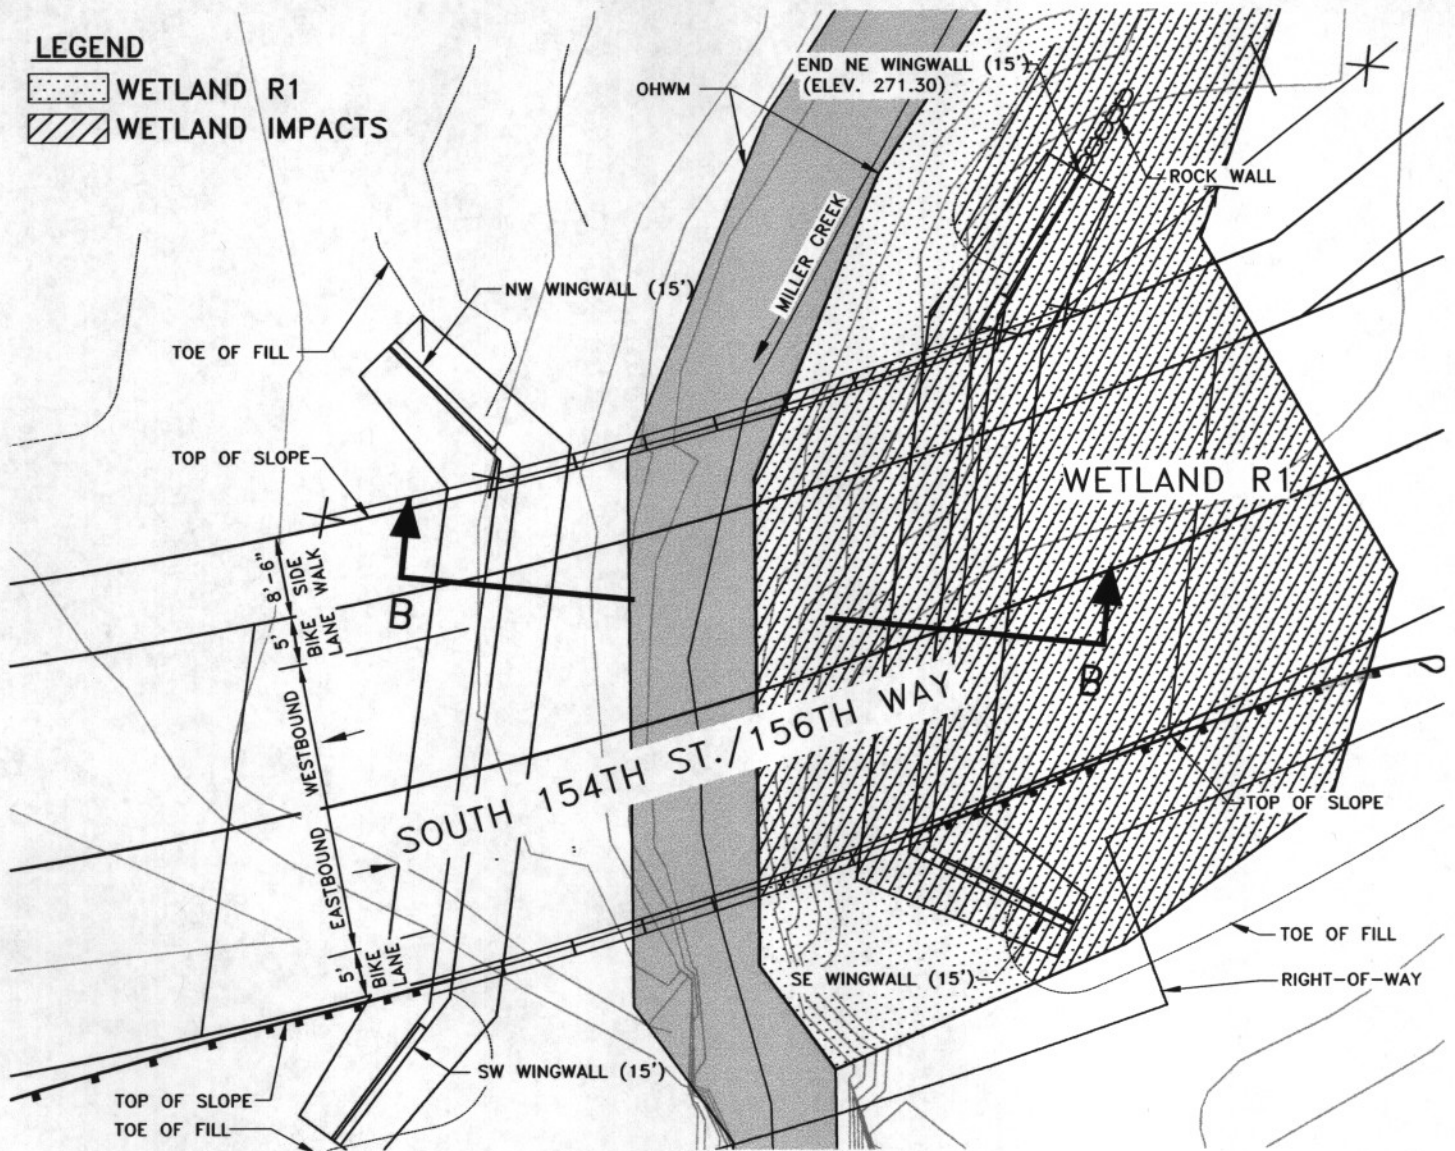 LEGEND
WETLAND R1
WETLAND IMPACTS
END NE WINGWALL (15')
(ELEV. 271.30)
OHWM
ROCK WALL
MILLER CREEK
NW WINGWALL (15')
TOE OF FILL
TOP OF SLOPE
WETLAND R1
8'-6"
SIDE
WALK
5'
BIKE
LANE
B
B
WESTBOUND
SOUTH 154TH ST./156TH WAY
EASTBOUND
TOP OF SLOPE
5'
BIKE
LANE
TOE OF FILL
SE WINGWALL (15')
RIGHT-OF-WAY
SW WINGWALL (15')
TOP OF SLOPE
TOE OF FILL